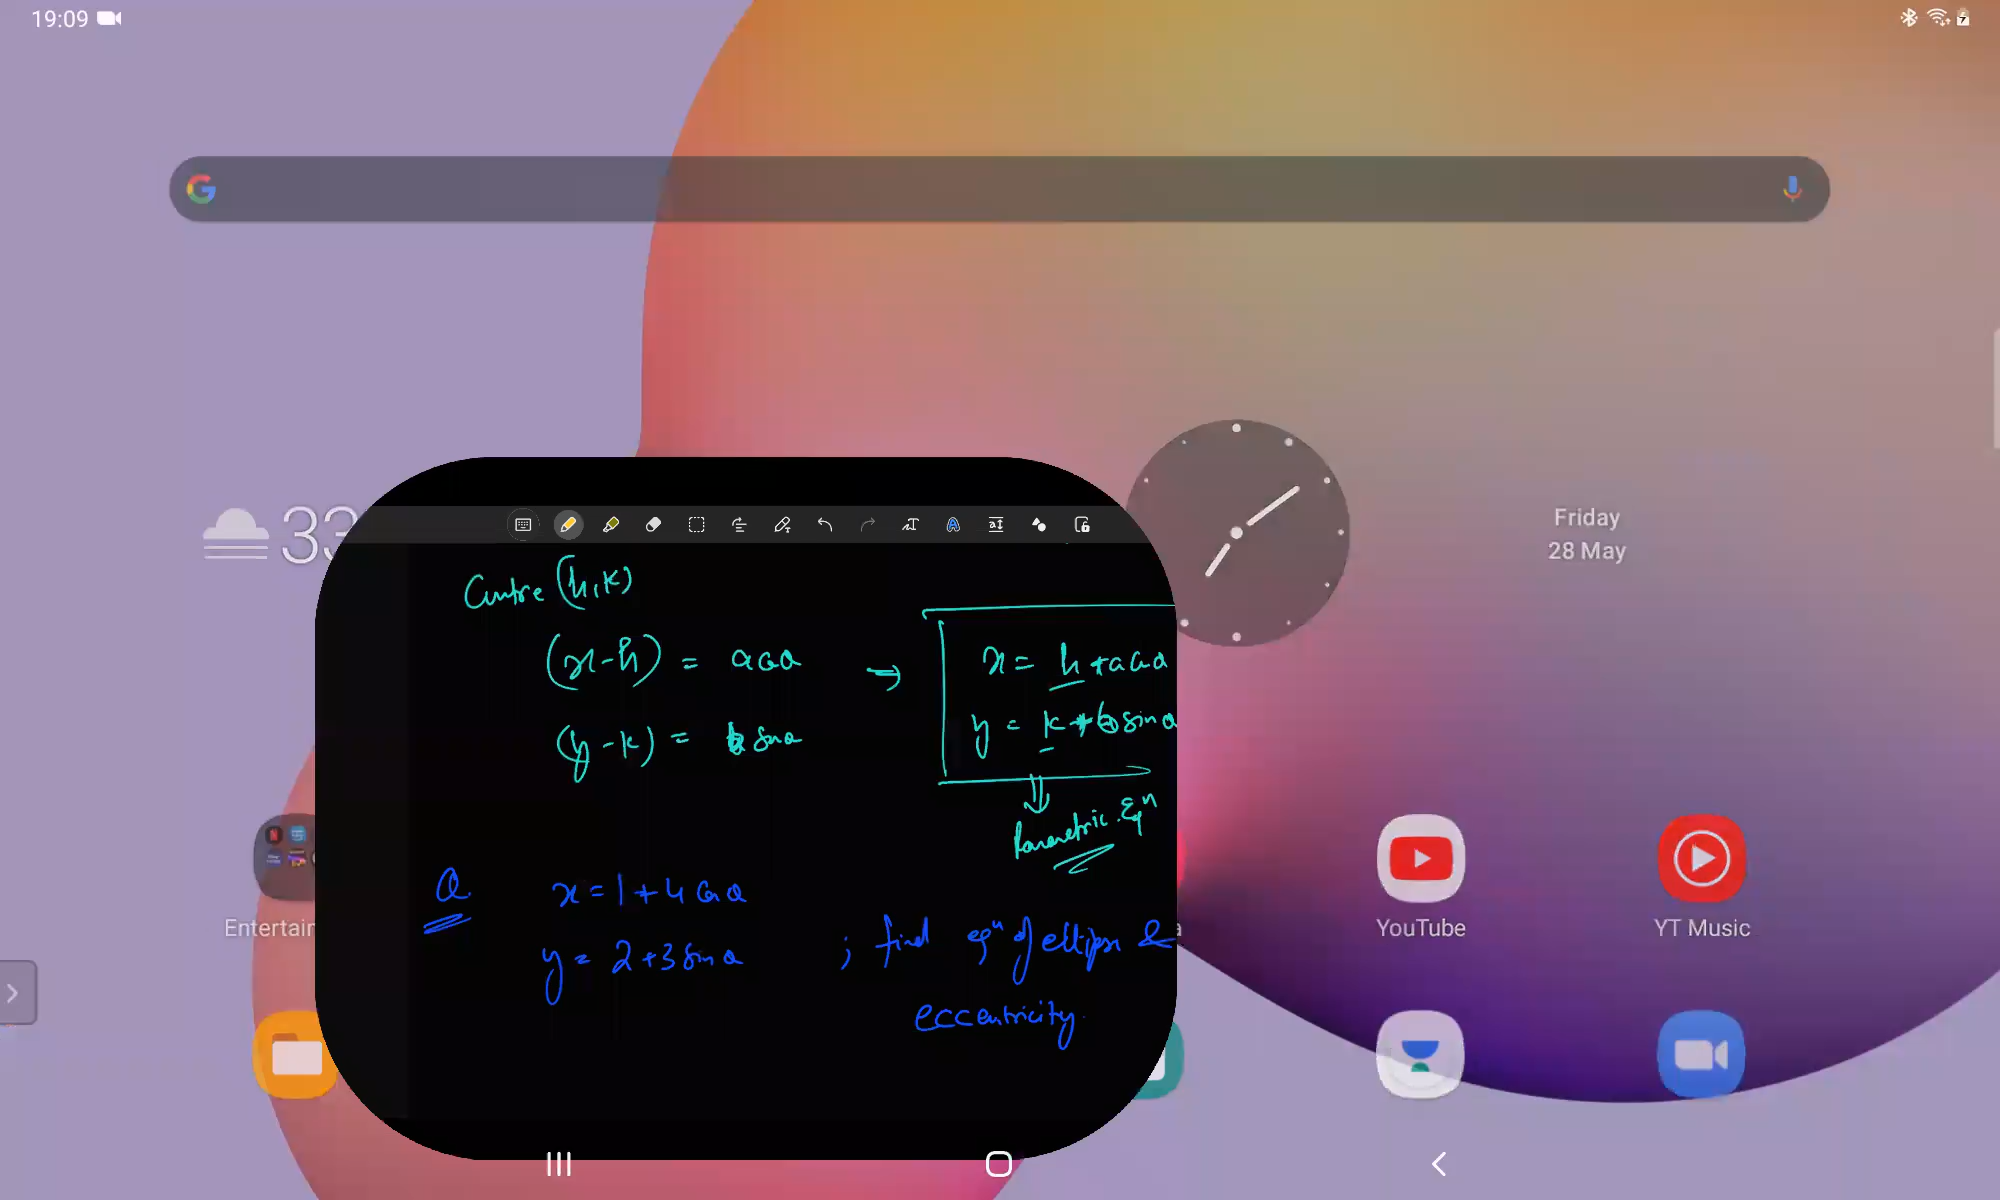 19:09
33
Friday
28 May
Centre (h,k)
(x-h) = a cos θ → x = h + a cos θ
(y-k) = b sin θ y = k + b sin θ
Parametric Eqn
Q x = 1 + 4 cos θ
y = 2 + 3 sin θ ; find eqn of ellipse &
eccentricity.
Entertain
YouTube
YT Music